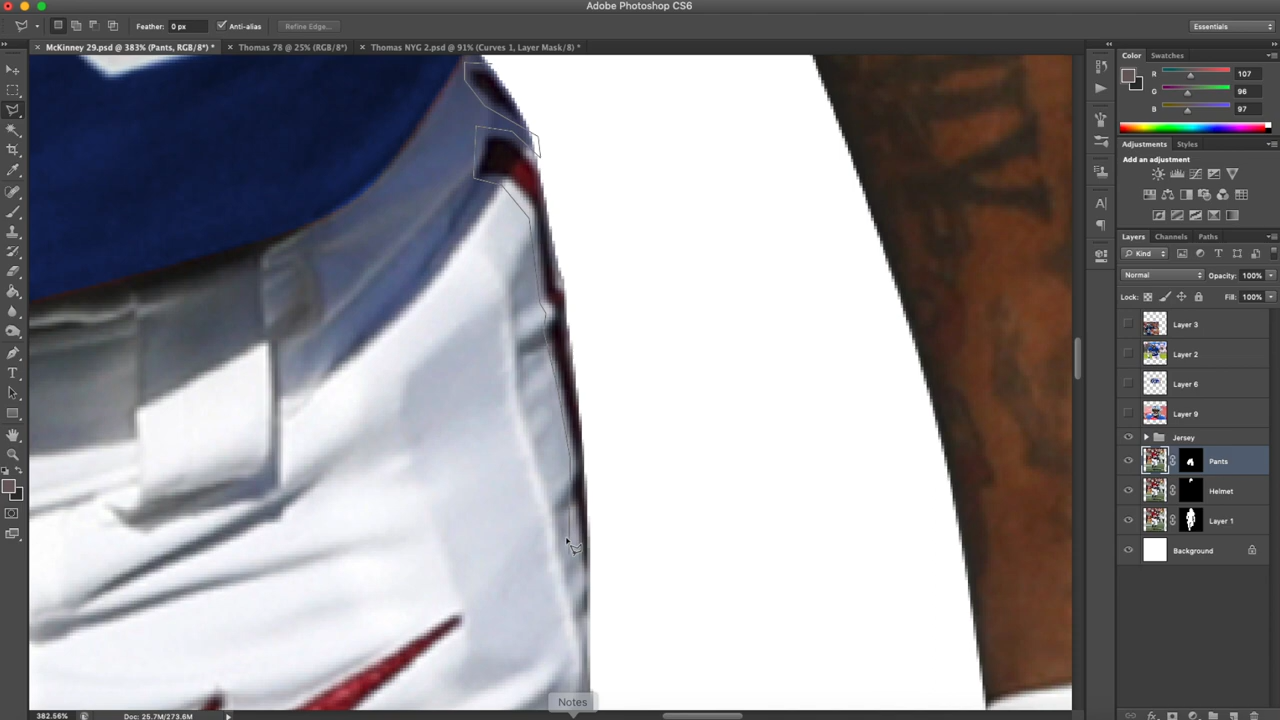 Adobe Photoshop CS6
Feather: 0 px Anti-alias Refine Edge... Essentials
McKinney 29.psd @ 383% (Pants, RGB/8*) * Thomas 78 @ 25% (RGB/8*) Thomas NYG 2.psd @ 91% (Curves 1, Layer Mask/8) *
Color Swatches
R 107
G 96
B 97
Adjustments Styles
Add an adjustment
Layers Channels Paths
Kind
Normal Opacity: 100%
Lock: Fill: 100%
Layer 3
Layer 2
Layer 6
Layer 9
Jersey
Pants
Helmet
Layer 1
Background
Notes
382.56% Doc: 25.7M/273.6M